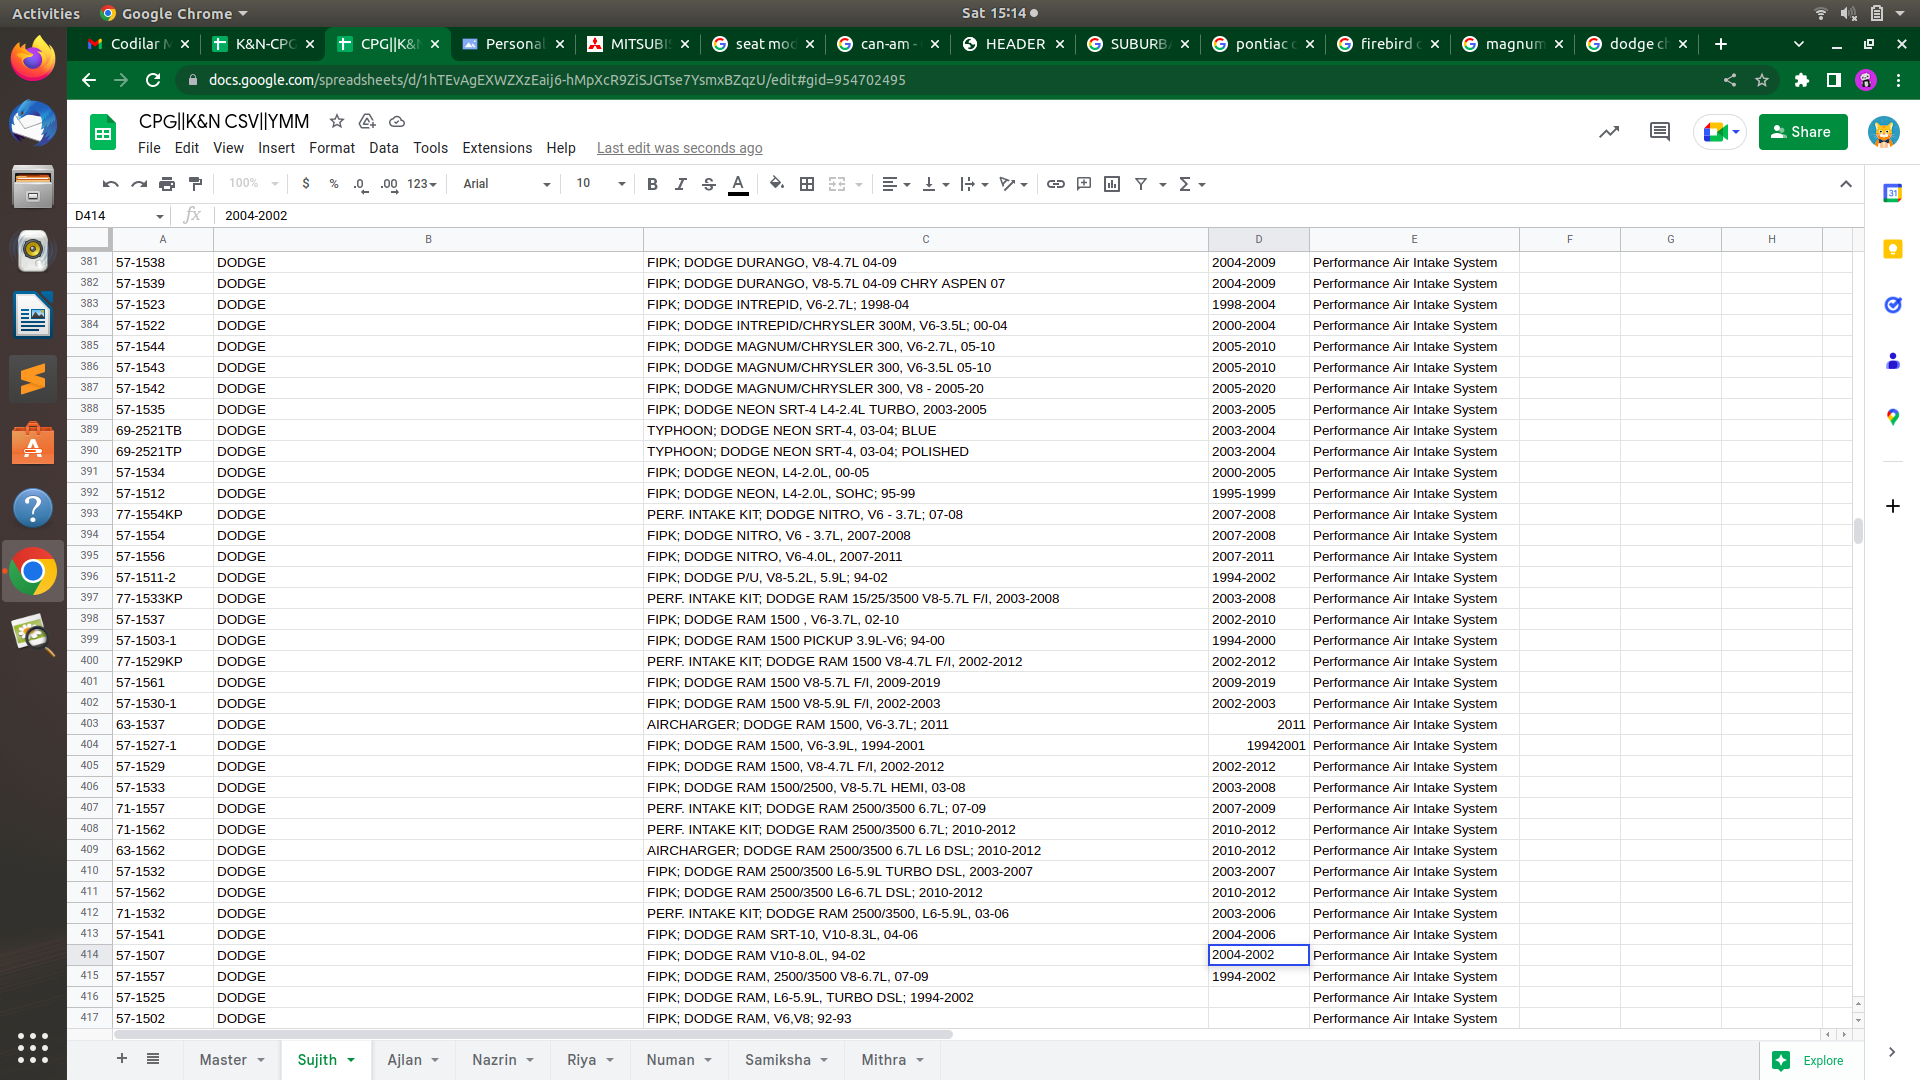 Activities Google Chrome Sat 15:14
Codilar M K&N-CPG CPG||K&N Personal MITSUBIS seat mod can-am - HEADER SUBURBA pontiac firebird magnum dodge ch
docs.google.com/spreadsheets/d/1hTEvAgEXWZXzEaij6-hMpXcR9ZiSJGTse7YsmxBZqzU/edit#gid=954702495
CPG||K&N CSV||YMM
File Edit View Insert Format Data Tools Extensions Help Last edit was seconds ago
Share
100% $ % .0 .00 123 Arial 10 B I S A
D414 fx 2004-2002
A B C D E F G H
381 57-1538 DODGE FIPK; DODGE DURANGO, V8-4.7L 04-09 2004-2009 Performance Air Intake System
382 57-1539 DODGE FIPK; DODGE DURANGO, V8-5.7L 04-09 CHRY ASPEN 07 2004-2009 Performance Air Intake System
383 57-1523 DODGE FIPK; DODGE INTREPID, V6-2.7L; 1998-04 1998-2004 Performance Air Intake System
384 57-1522 DODGE FIPK; DODGE INTREPID/CHRYSLER 300M, V6-3.5L; 00-04 2000-2004 Performance Air Intake System
385 57-1544 DODGE FIPK; DODGE MAGNUM/CHRYSLER 300, V6-2.7L, 05-10 2005-2010 Performance Air Intake System
386 57-1543 DODGE FIPK; DODGE MAGNUM/CHRYSLER 300, V6-3.5L 05-10 2005-2010 Performance Air Intake System
387 57-1542 DODGE FIPK; DODGE MAGNUM/CHRYSLER 300, V8 - 2005-20 2005-2020 Performance Air Intake System
388 57-1535 DODGE FIPK; DODGE NEON SRT-4 L4-2.4L TURBO, 2003-2005 2003-2005 Performance Air Intake System
389 69-2521TB DODGE TYPHOON; DODGE NEON SRT-4, 03-04; BLUE 2003-2004 Performance Air Intake System
390 69-2521TP DODGE TYPHOON; DODGE NEON SRT-4, 03-04; POLISHED 2003-2004 Performance Air Intake System
391 57-1534 DODGE FIPK; DODGE NEON, L4-2.0L, 00-05 2000-2005 Performance Air Intake System
392 57-1512 DODGE FIPK; DODGE NEON, L4-2.0L, SOHC; 95-99 1995-1999 Performance Air Intake System
393 77-1554KP DODGE PERF. INTAKE KIT; DODGE NITRO, V6 - 3.7L; 07-08 2007-2008 Performance Air Intake System
394 57-1554 DODGE FIPK; DODGE NITRO, V6 - 3.7L, 2007-2008 2007-2008 Performance Air Intake System
395 57-1556 DODGE FIPK; DODGE NITRO, V6-4.0L, 2007-2011 2007-2011 Performance Air Intake System
396 57-1511-2 DODGE FIPK; DODGE P/U, V8-5.2L, 5.9L; 94-02 1994-2002 Performance Air Intake System
397 77-1533KP DODGE PERF. INTAKE KIT; DODGE RAM 15/25/3500 V8-5.7L F/I, 2003-2008 2003-2008 Performance Air Intake System
398 57-1537 DODGE FIPK; DODGE RAM 1500 , V6-3.7L, 02-10 2002-2010 Performance Air Intake System
399 57-1503-1 DODGE FIPK; DODGE RAM 1500 PICKUP 3.9L-V6; 94-00 1994-2000 Performance Air Intake System
400 77-1529KP DODGE PERF. INTAKE KIT; DODGE RAM 1500 V8-4.7L F/I, 2002-2012 2002-2012 Performance Air Intake System
401 57-1561 DODGE FIPK; DODGE RAM 1500 V8-5.7L F/I, 2009-2019 2009-2019 Performance Air Intake System
402 57-1530-1 DODGE FIPK; DODGE RAM 1500 V8-5.9L F/I, 2002-2003 2002-2003 Performance Air Intake System
403 63-1537 DODGE AIRCHARGER; DODGE RAM 1500, V6-3.7L; 2011 2011 Performance Air Intake System
404 57-1527-1 DODGE FIPK; DODGE RAM 1500, V6-3.9L, 1994-2001 19942001 Performance Air Intake System
405 57-1529 DODGE FIPK; DODGE RAM 1500, V8-4.7L F/I, 2002-2012 2002-2012 Performance Air Intake System
406 57-1533 DODGE FIPK; DODGE RAM 1500/2500, V8-5.7L HEMI, 03-08 2003-2008 Performance Air Intake System
407 71-1557 DODGE PERF. INTAKE KIT; DODGE RAM 2500/3500 6.7L; 07-09 2007-2009 Performance Air Intake System
408 71-1562 DODGE PERF. INTAKE KIT; DODGE RAM 2500/3500 6.7L; 2010-2012 2010-2012 Performance Air Intake System
409 63-1562 DODGE AIRCHARGER; DODGE RAM 2500/3500 6.7L L6 DSL; 2010-2012 2010-2012 Performance Air Intake System
410 57-1532 DODGE FIPK; DODGE RAM 2500/3500 L6-5.9L TURBO DSL, 2003-2007 2003-2007 Performance Air Intake System
411 57-1562 DODGE FIPK; DODGE RAM 2500/3500 L6-6.7L DSL; 2010-2012 2010-2012 Performance Air Intake System
412 71-1532 DODGE PERF. INTAKE KIT; DODGE RAM 2500/3500, L6-5.9L, 03-06 2003-2006 Performance Air Intake System
413 57-1541 DODGE FIPK; DODGE RAM SRT-10, V10-8.3L, 04-06 2004-2006 Performance Air Intake System
414 57-1507 DODGE FIPK; DODGE RAM V10-8.0L, 94-02 2004-2002 Performance Air Intake System
415 57-1557 DODGE FIPK; DODGE RAM, 2500/3500 V8-6.7L, 07-09 1994-2002 Performance Air Intake System
416 57-1525 DODGE FIPK; DODGE RAM, L6-5.9L, TURBO DSL; 1994-2002 Performance Air Intake System
417 57-1502 DODGE FIPK; DODGE RAM, V6,V8; 92-93 Performance Air Intake System
Master Sujith Ajlan Nazrin Riya Numan Samiksha Mithra Explore